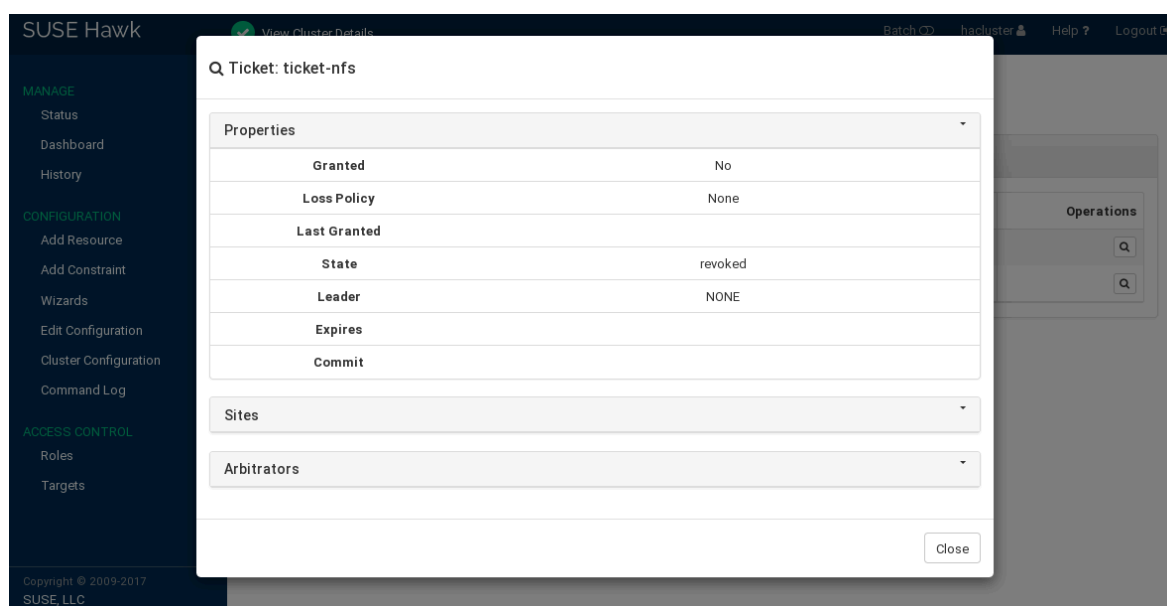 SUSE Hawk
View Cluster Details
Batch
hacluster
Help ?
Logout
Ticket: ticket-nfs
MANAGE
Status
Dashboard
History
CONFIGURATION
Add Resource
Add Constraint
Wizards
Edit Configuration
Cluster Configuration
Command Log
ACCESS CONTROL
Roles
Targets
Properties
Granted No
Loss Policy None
Last Granted
State revoked
Leader NONE
Expires
Commit
Sites
Arbitrators
Operations
Close
Copyright © 2009-2017
SUSE, LLC